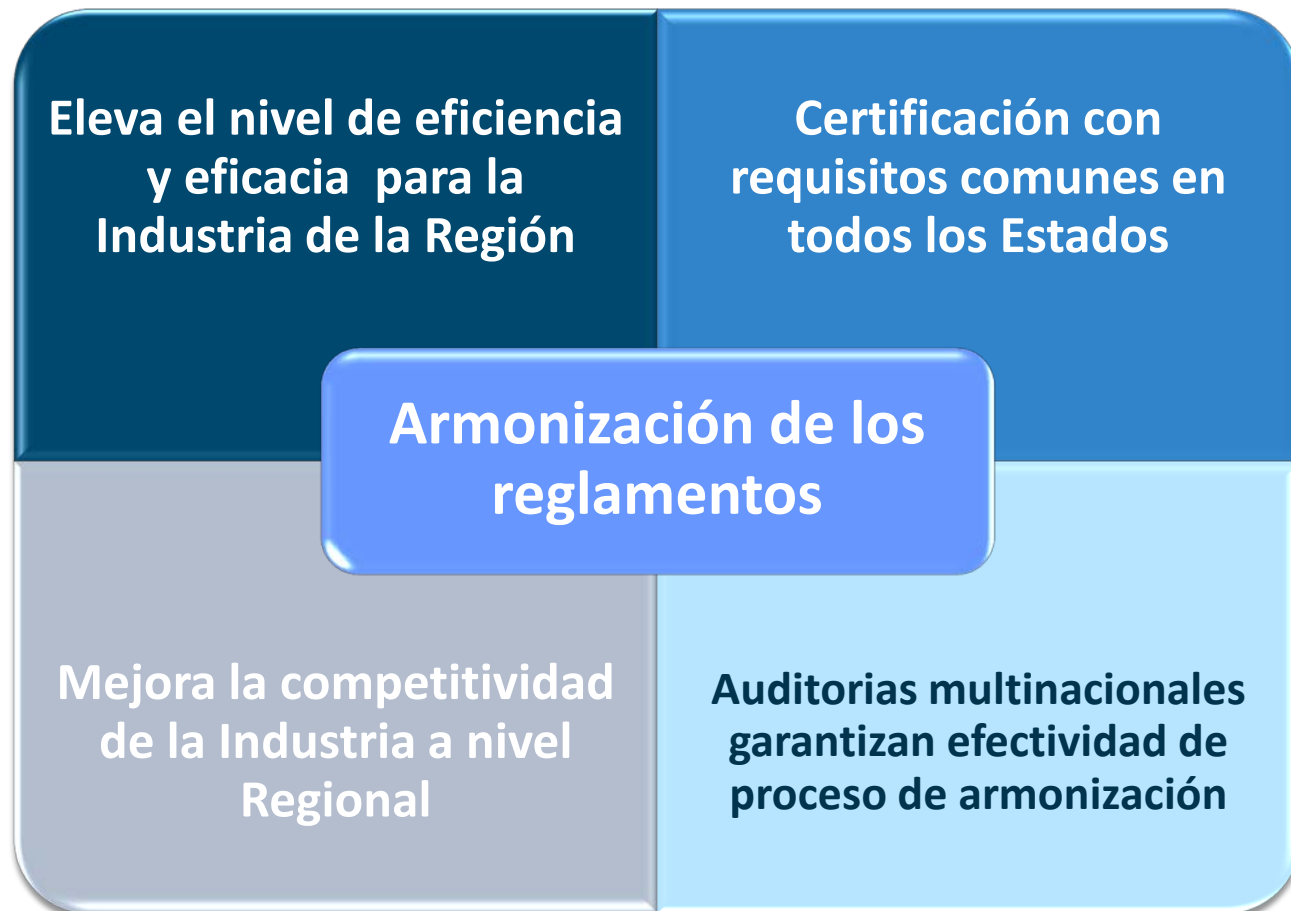 Eleva el nivel de eficiencia
y eficacia  para la
Industria de la Región
Certificación con
requisitos comunes en
todos los Estados
Armonización de los
reglamentos
Mejora la competitividad
de la Industria a nivel
Regional
Auditorias multinacionales
garantizan efectividad de
proceso de armonización